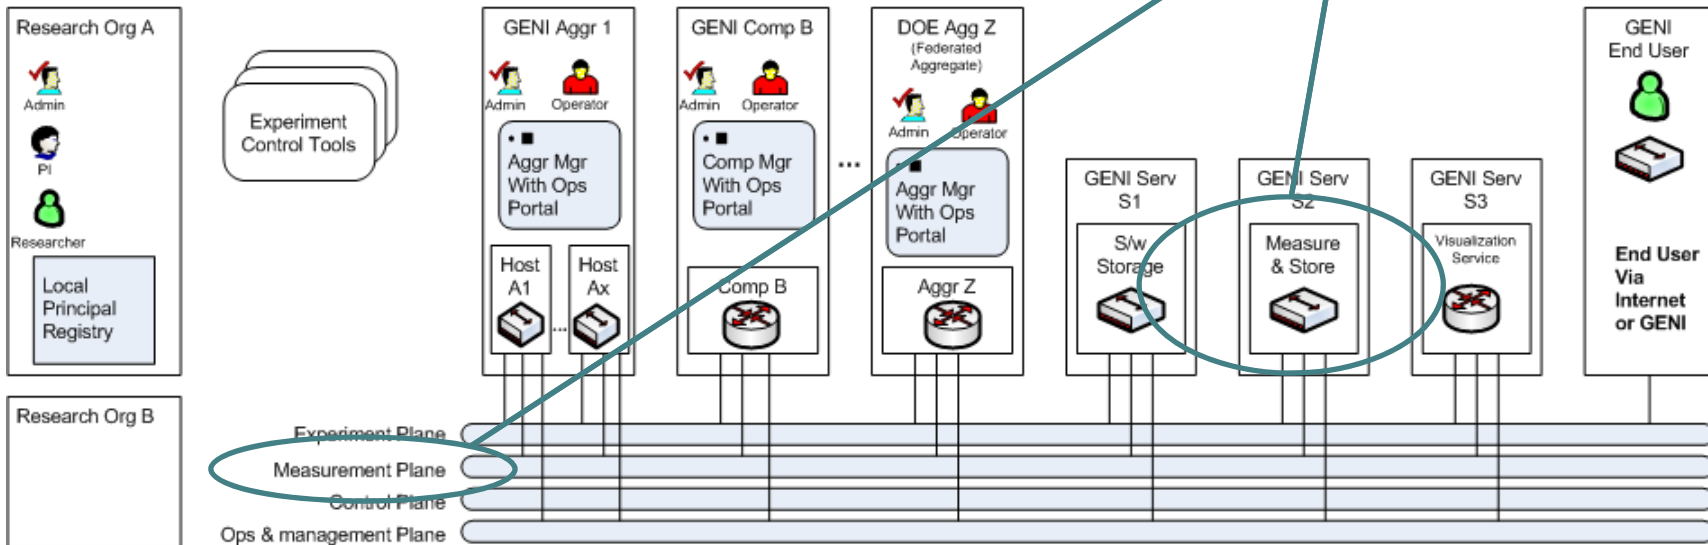 Research Org A
Admin
PI
Researcher
Local
Principal
Registry
Research Org B
Experiment
Control Tools
GENI Aggr 1
Admin
Operator
Aggr Mgr
With Ops
Portal
Host
A1
...
Host
Ax
GENI Comp B
Admin
Operator
Comp Mgr
With Ops
Portal
Comp B
...
DOE Agg Z
(Federated
Aggregate)
Admin
Operator
Aggr Mgr
With Ops
Portal
Aggr Z
GENI Serv
S1
S/w
Storage
GENI Serv
S2
Measure
& Store
GENI Serv
S3
Visualization
Service
GENI
End User
End User
Via
Internet
or GENI
Experiment Plane
Measurement Plane
Control Plane
Ops & management Plane